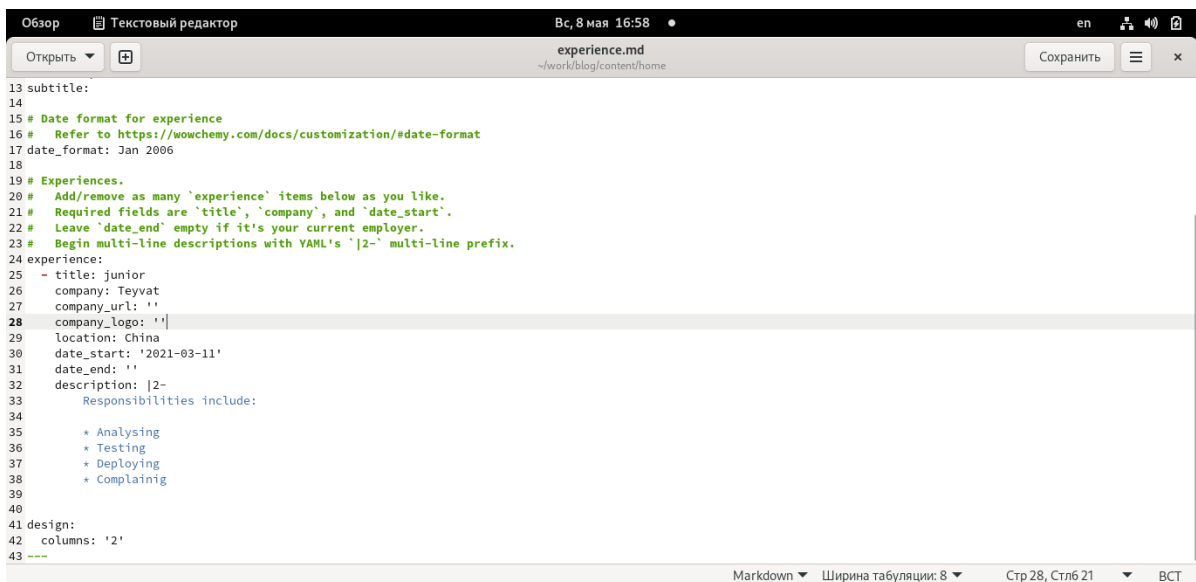 Обзор Текстовый редактор Вс, 8 мая 16:58 en
Открыть experience.md Сохранить
~/work/blog/content/home
13 subtitle:
14
15 # Date format for experience
16 #   Refer to https://wowchemy.com/docs/customization/#date-format
17 date_format: Jan 2006
18
19 # Experiences.
20 #   Add/remove as many `experience` items below as you like.
21 #   Required fields are `title`, `company`, and `date_start`.
22 #   Leave `date_end` empty if it's your current employer.
23 #   Begin multi-line descriptions with YAML's `|2-` multi-line prefix.
24 experience:
25   - title: junior
26     company: Teyvat
27     company_url: ''
28     company_logo: ''
29     location: China
30     date_start: '2021-03-11'
31     date_end: ''
32     description: |2-
33         Responsibilities include:
34
35         * Analysing
36         * Testing
37         * Deploying
38         * Complainig
39
40
41 design:
42   columns: '2'
43 ---
Markdown Ширина табуляции: 8 Стр 28, Стлб 21 ВСТ